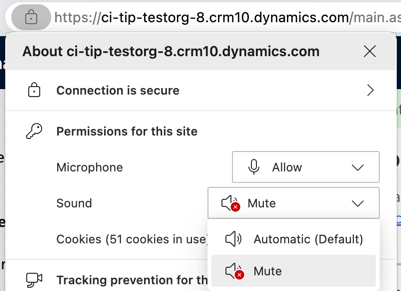 https://ci-tip-testorg-8.crm10.dynamics.com/main.as
About ci-tip-testorg-8.crm10.dynamics.com
Connection is secure
Permissions for this site
Microphone
Allow
Sound
Mute
Cookies (51 cookies in use
Automatic (Default)
Mute
Tracking prevention for th